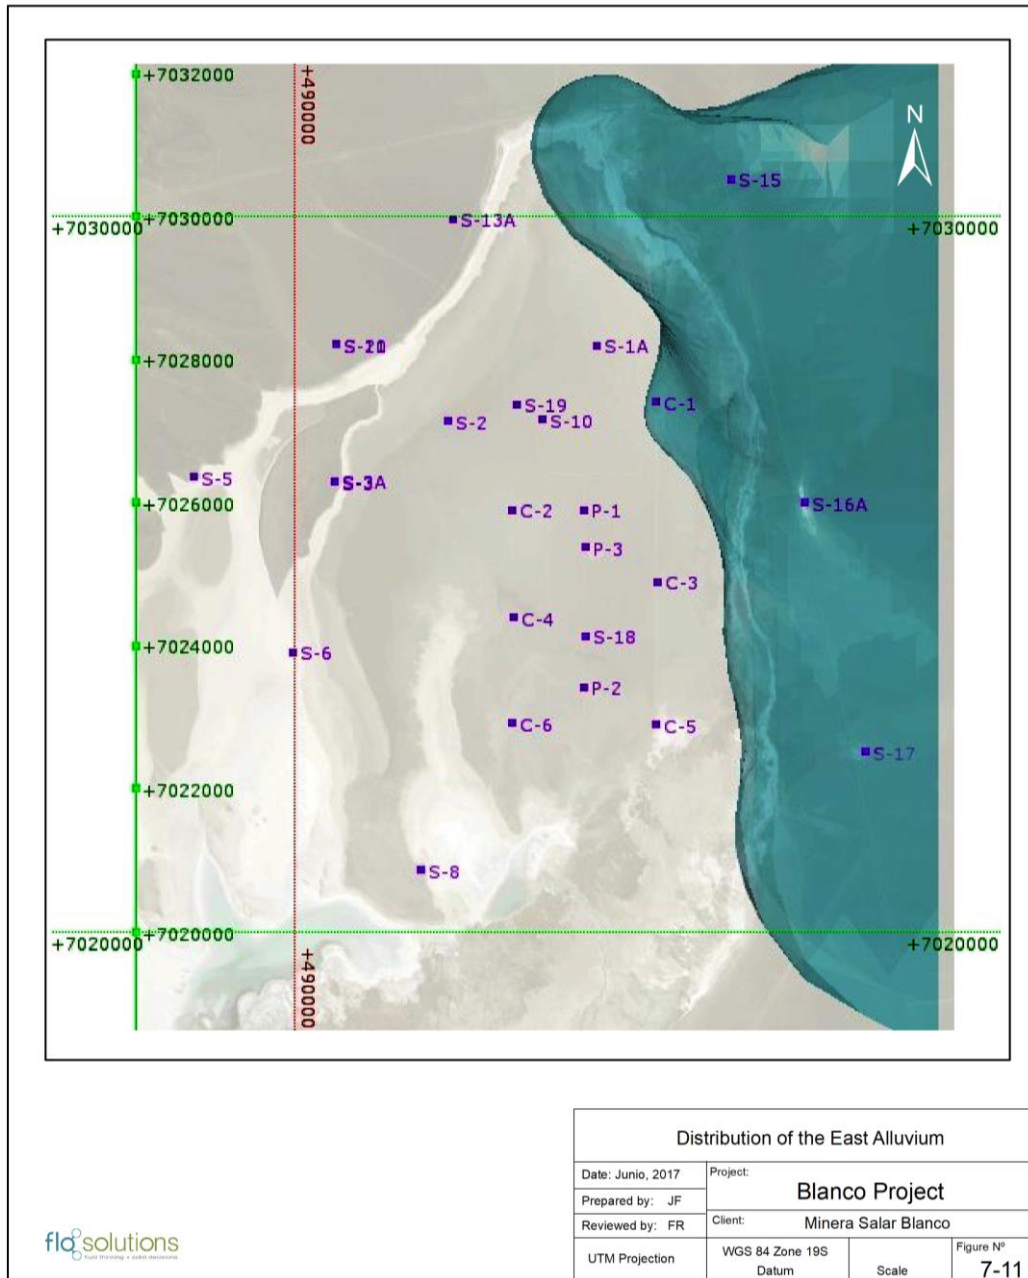 +7032000
+490000
N
S-15
+7030000
+7030000
+7030000
S-13A
S-1A
+7028000
C-1
S-19
S-2
S-10
S-5
S-3A
+7026000
C-2
P-1
S-16A
P-3
C-3
C-4
S-18
+7024000
S-6
P-2
C-6
C-5
S-17
+7022000
S-8
+7020000
+7020000
+7020000
+490000
Distribution of the East Alluvium
Date: Junio, 2017
Project:
Blanco Project
Prepared by: JF
Reviewed by: FR
Client: Minera Salar Blanco
UTM Projection
WGS 84 Zone 19S
Datum
Scale
Figure Nº
7-11
flosolutions